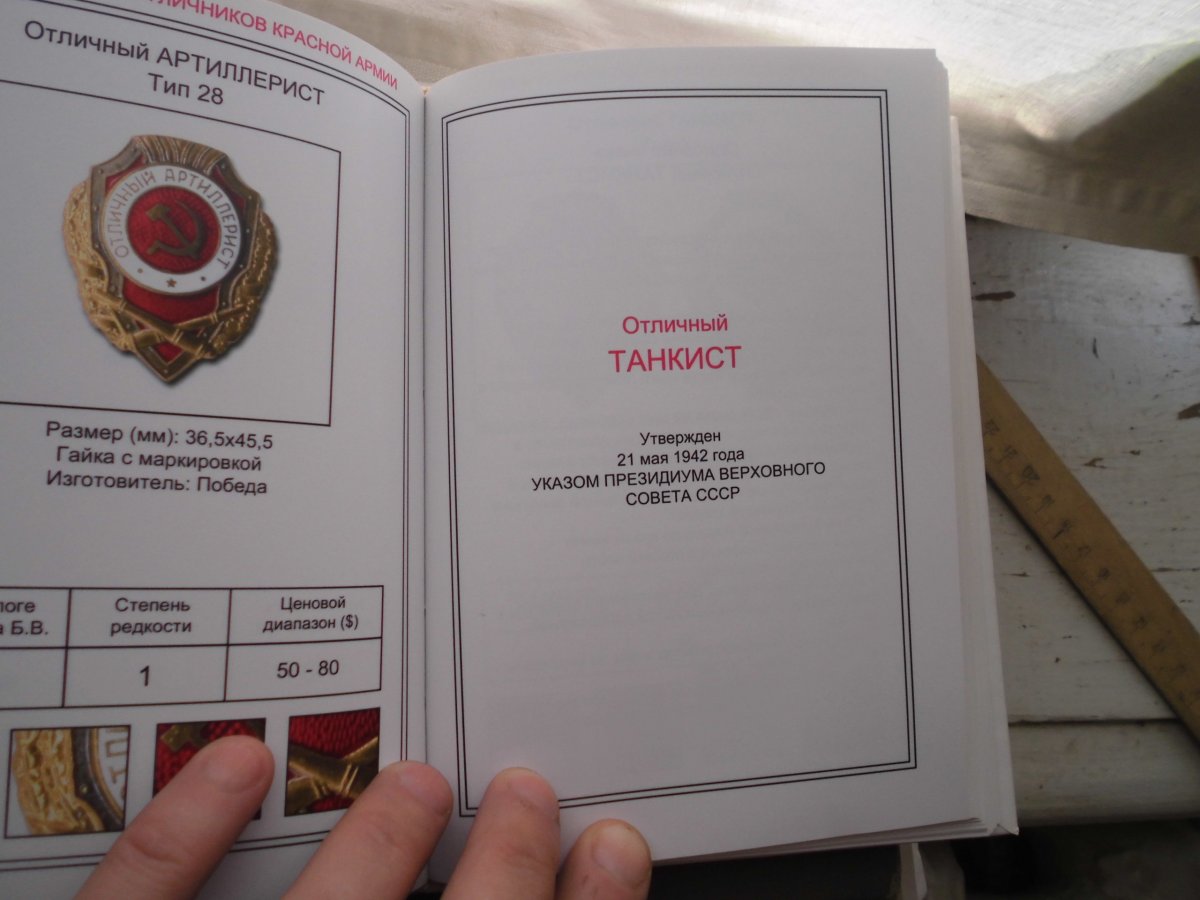 ОТЛИЧНИКОВ КРАСНОЙ АРМИИ
Отличный АРТИЛЛЕРИСТ
Тип 28
ОТЛИЧНЫЙ АРТИЛЛЕРИСТ
Размер (мм): 36,5х45,5
Гайка с маркировкой
Изготовитель: Победа
Б.В.
Степень
редкости
Ценовой
диапазон ($)
1
50 - 80
Отличный
ТАНКИСТ
Утвержден
21 мая 1942 года
УКАЗОМ ПРЕЗИДИУМА ВЕРХОВНОГО
СОВЕТА СССР